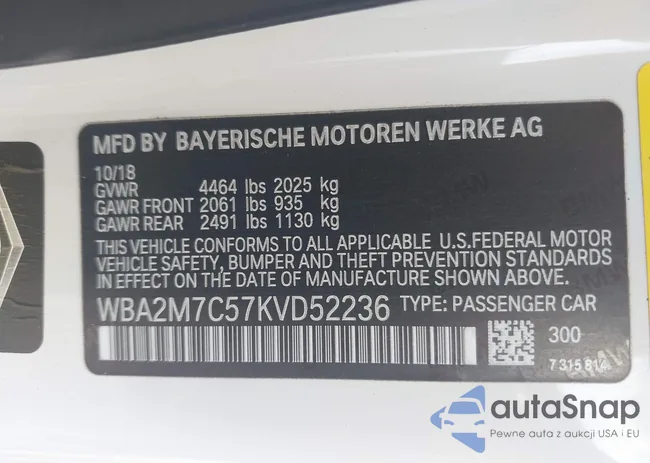 MFD BY BAYERISCHE MOTOREN WERKE AG
10/18
GVWR 4464 lbs 2025 kg
GAWR FRONT 2061 lbs 935 kg
GAWR REAR 2491 lbs 1130 kg
THIS VEHICLE CONFORMS TO ALL APPLICABLE U.S.FEDERAL MOTOR
VEHICLE SAFETY, BUMPER AND THEFT PREVENTION STANDARDS
IN EFFECT ON THE DATE OF MANUFACTURE SHOWN ABOVE.
WBA2M7C57KVD52236 TYPE: PASSENGER CAR
300
7 315 814
autaSnap
Pewne auta z aukcji USA i EU